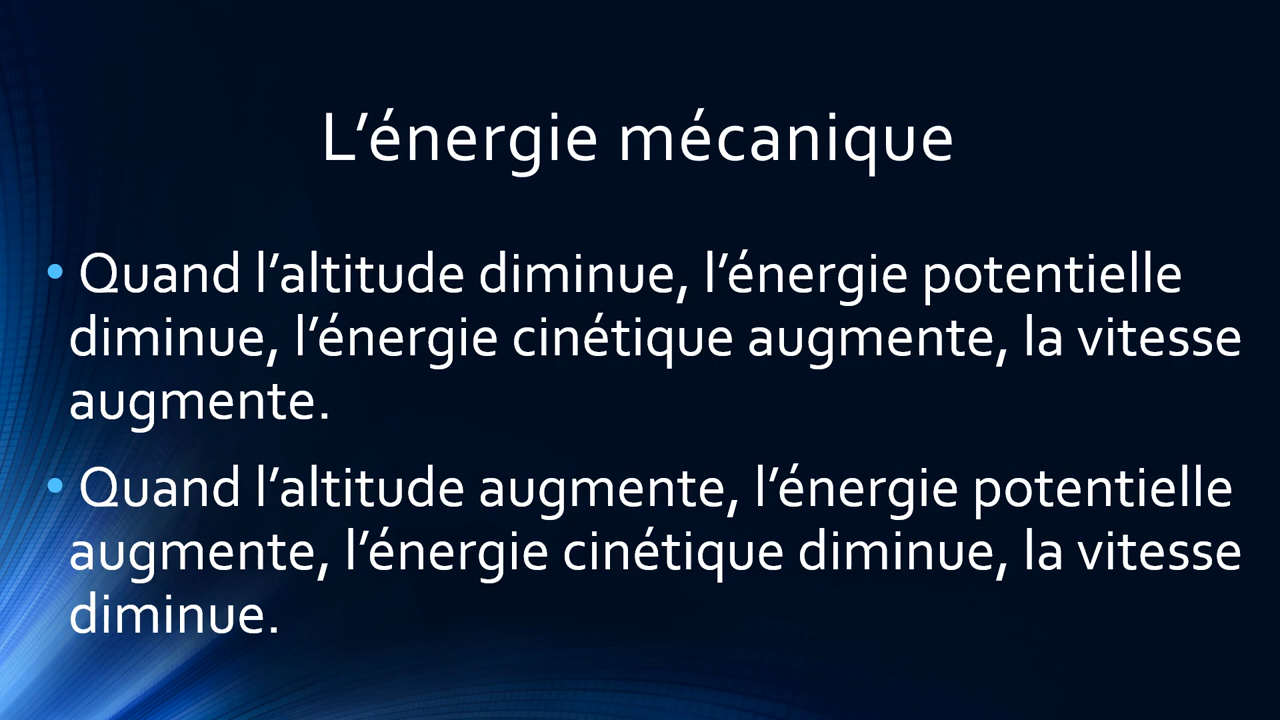 L’énergie mécanique
• Quand l’altitude diminue, l’énergie potentielle
diminue, l’énergie cinétique augmente, la vitesse
augmente.
• Quand l’altitude augmente, l’énergie potentielle
augmente, l’énergie cinétique diminue, la vitesse
diminue.